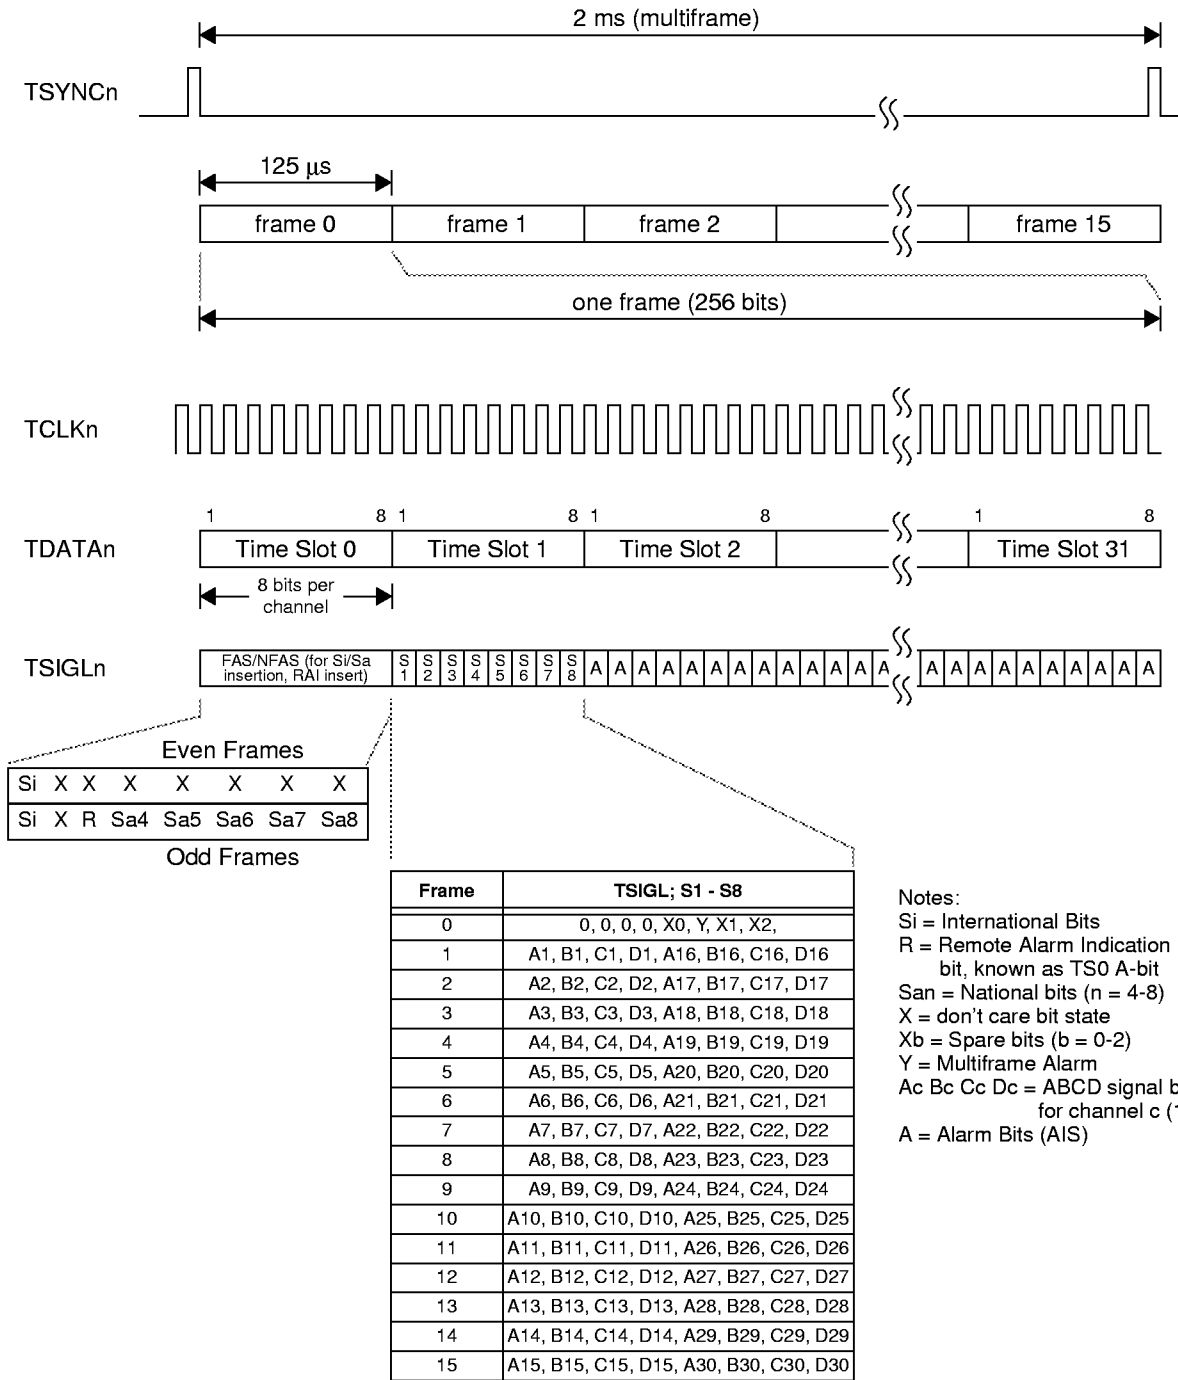 2 ms (multiframe)
TSYNCn
125 µs
frame 0 frame 1 frame 2 frame 15
one frame (256 bits)
TCLKn
1 8 1 8 1 8 1 8
TDATAn Time Slot 0 Time Slot 1 Time Slot 2 Time Slot 31
8 bits per
channel
TSIGLn
FAS/NFAS (for Si/Sa
insertion, RAI insert)
S1 S2 S3 S4 S5 S6 S7 S8 A A A A A A A A A A A A A A A A A A A A A A A
Even Frames
Si X X X X X X X
Si X R Sa4 Sa5 Sa6 Sa7 Sa8
Odd Frames
Frame TSIGL; S1 - S8
0 0, 0, 0, 0, X0, Y, X1, X2,
1 A1, B1, C1, D1, A16, B16, C16, D16
2 A2, B2, C2, D2, A17, B17, C17, D17
3 A3, B3, C3, D3, A18, B18, C18, D18
4 A4, B4, C4, D4, A19, B19, C19, D19
5 A5, B5, C5, D5, A20, B20, C20, D20
6 A6, B6, C6, D6, A21, B21, C21, D21
7 A7, B7, C7, D7, A22, B22, C22, D22
8 A8, B8, C8, D8, A23, B23, C23, D23
9 A9, B9, C9, D9, A24, B24, C24, D24
10 A10, B10, C10, D10, A25, B25, C25, D25
11 A11, B11, C11, D11, A26, B26, C26, D26
12 A12, B12, C12, D12, A27, B27, C27, D27
13 A13, B13, C13, D13, A28, B28, C28, D28
14 A14, B14, C14, D14, A29, B29, C29, D29
15 A15, B15, C15, D15, A30, B30, C30, D30
Notes:
Si = International Bits
R = Remote Alarm Indication
bit, known as TS0 A-bit
San = National bits (n = 4-8)
X = don't care bit state
Xb = Spare bits (b = 0-2)
Y = Multiframe Alarm
Ac Bc Cc Dc = ABCD signal
for channel c
A = Alarm Bits (AIS)